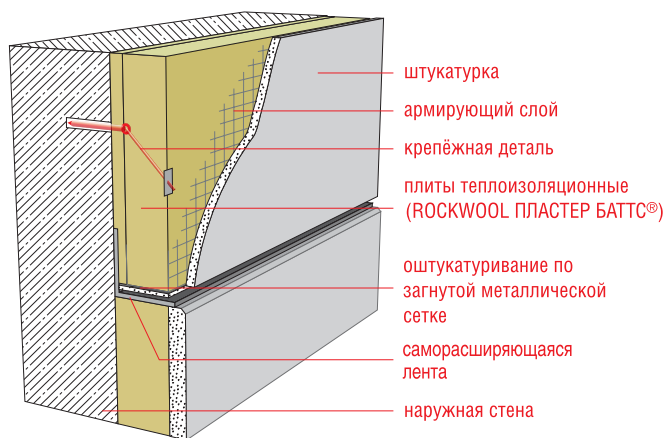 штукатурка
армирующий слой
крепёжная деталь
плиты теплоизоляционные
(ROCKWOOL ПЛАСТЕР БАТТС®)
оштукатуривание по
загнутой металлической
сетке
саморасширяющаяся
лента
наружная стена